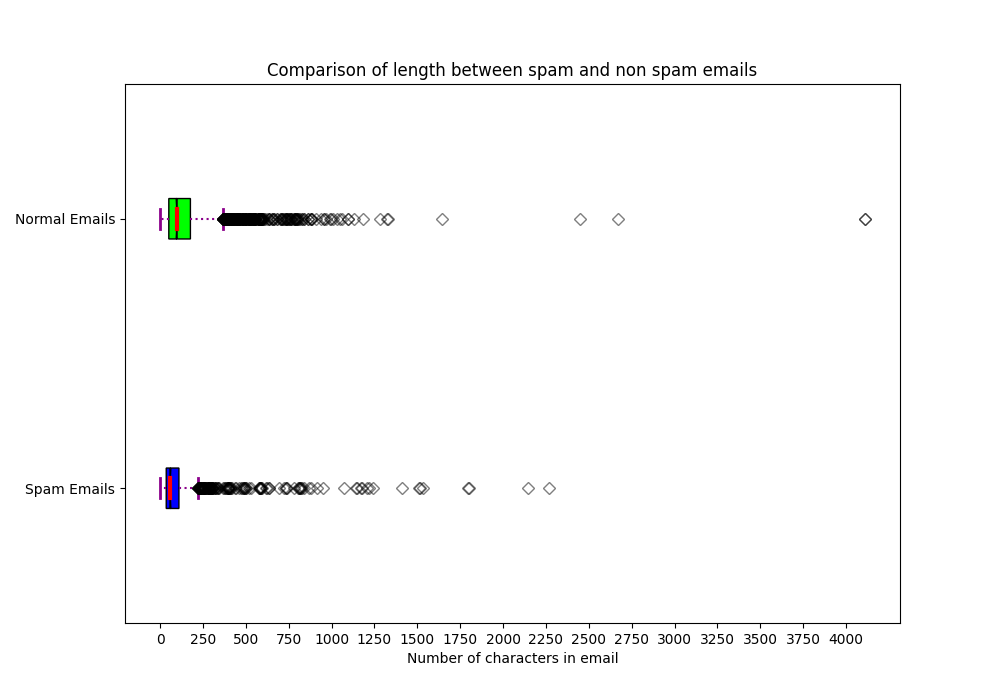 Comparison of length between spam and non spam emails
Normal Emails
Spam Emails
0 250 500 750 1000 1250 1500 1750 2000 2250 2500 2750 3000 3250 3500 3750 4000
Number of characters in email